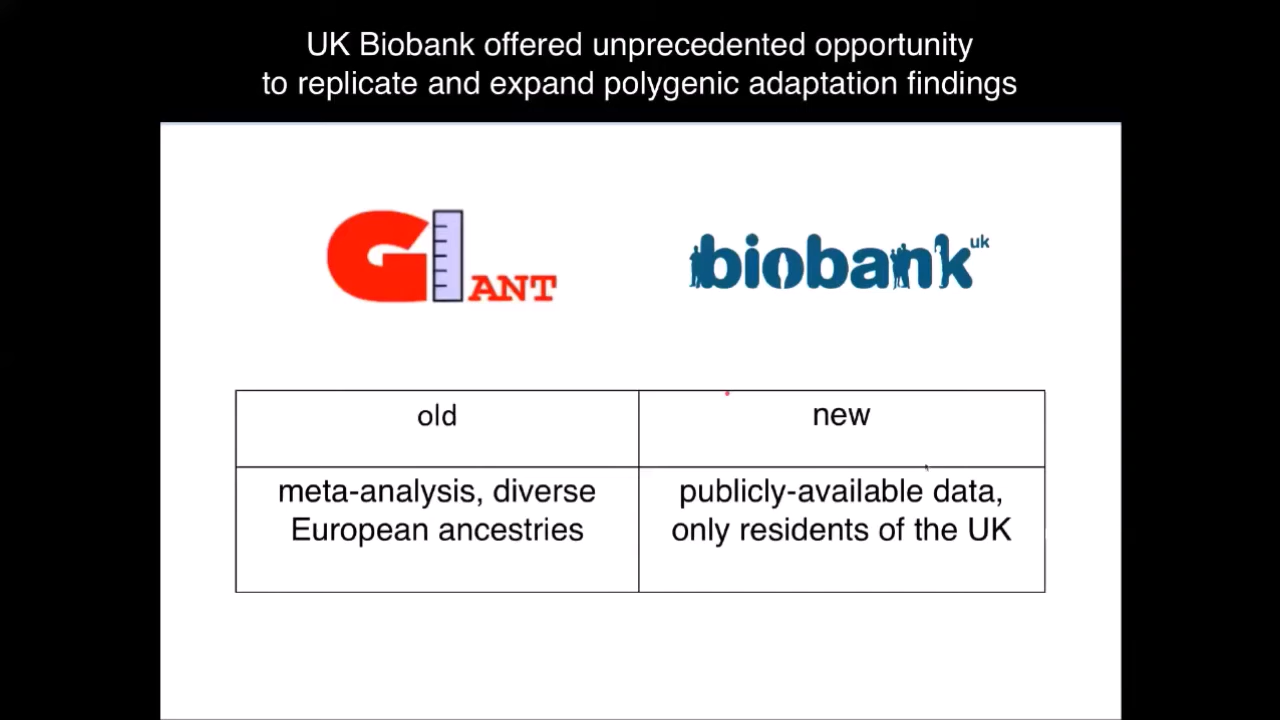 UK Biobank offered unprecedented opportunity
to replicate and expand polygenic adaptation findings
GIANT
biobank uk
old
new
meta-analysis, diverse
European ancestries
publicly-available data,
only residents of the UK